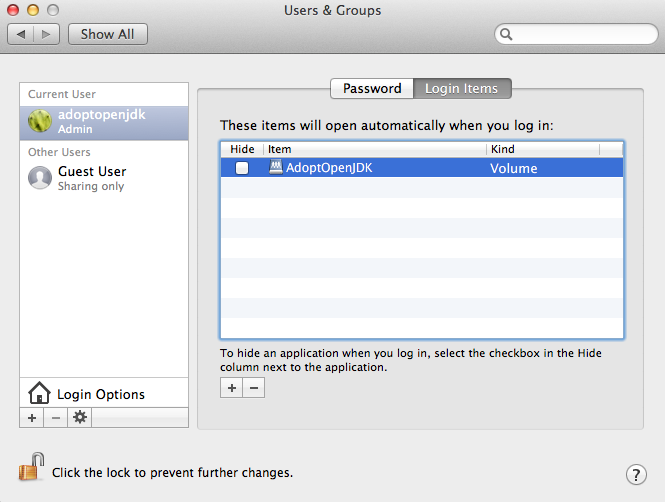 Users & Groups
Show All
Current User
adoptopenjdk
Admin
Other Users
Guest User
Sharing only
Login Options
+ −
Password Login Items
These items will open automatically when you log in:
Hide Item Kind
AdoptOpenJDK Volume
To hide an application when you log in, select the checkbox in the Hide
column next to the application.
+ −
Click the lock to prevent further changes.
?